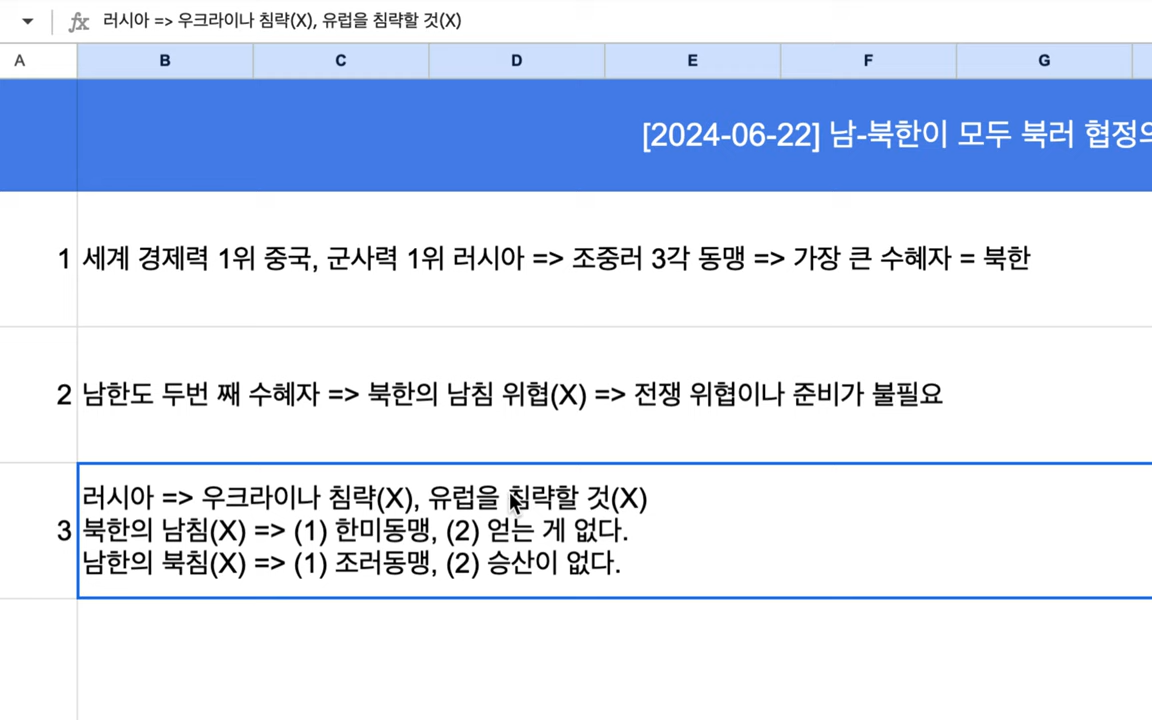 fx 러시아 => 우크라이나 침략(X), 유럽을 침략할 것(X)
A B C D E F G
[2024-06-22] 남-북한이 모두 북러 협정의
1 세계 경제력 1위 중국, 군사력 1위 러시아 => 조중러 3각 동맹 => 가장 큰 수혜자 = 북한
2 남한도 두번 째 수혜자 => 북한의 남침 위협(X) => 전쟁 위협이나 준비가 불필요
러시아 => 우크라이나 침략(X), 유럽을 침략할 것(X)
3 북한의 남침(X) => (1) 한미동맹, (2) 얻는 게 없다.
남한의 북침(X) => (1) 조러동맹, (2) 승산이 없다.